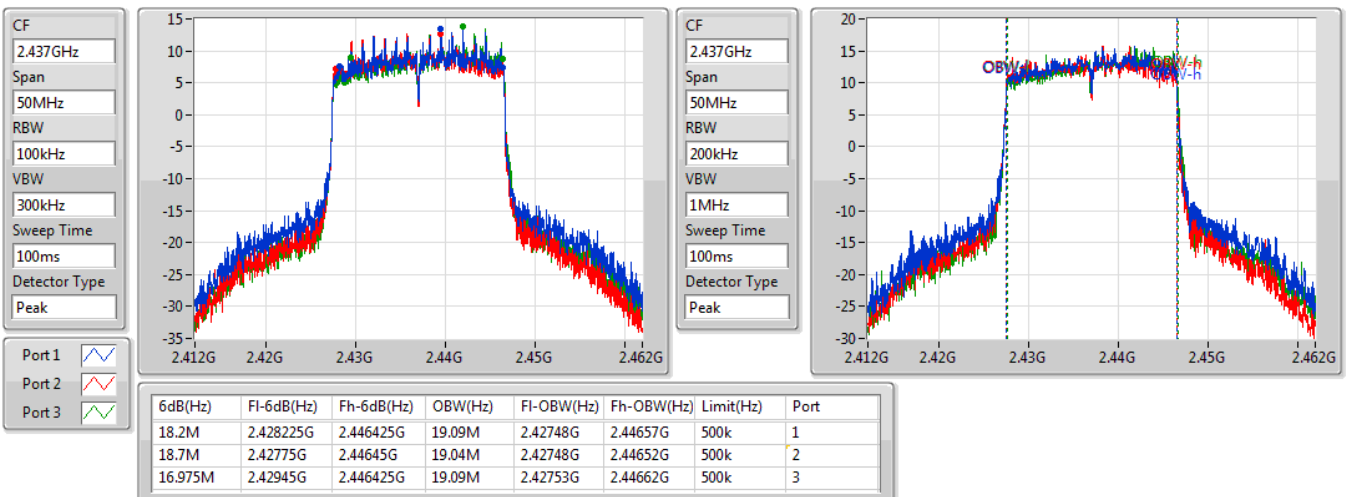 CF
2.437GHz
Span
50MHz
RBW
100kHz
VBW
300kHz
Sweep Time
100ms
Detector Type
Peak
15
10
5
0
-5
-10
-15
-20
-25
-30
-35
2.412G 2.42G 2.43G 2.44G 2.45G 2.462G
CF
2.437GHz
Span
50MHz
RBW
200kHz
VBW
1MHz
Sweep Time
100ms
Detector Type
Peak
20
15
10
5
0
-5
-10
-15
-20
-25
-30
OBW-h
2.412G 2.42G 2.43G 2.44G 2.45G 2.462G
Port 1
Port 2
Port 3
6dB(Hz) Fl-6dB(Hz) Fh-6dB(Hz) OBW(Hz) Fl-OBW(Hz) Fh-OBW(Hz) Limit(Hz) Port
18.2M 2.428225G 2.446425G 19.09M 2.42748G 2.44657G 500k 1
18.7M 2.42775G 2.44645G 19.04M 2.42748G 2.44652G 500k 2
16.975M 2.42945G 2.446425G 19.09M 2.42753G 2.44662G 500k 3